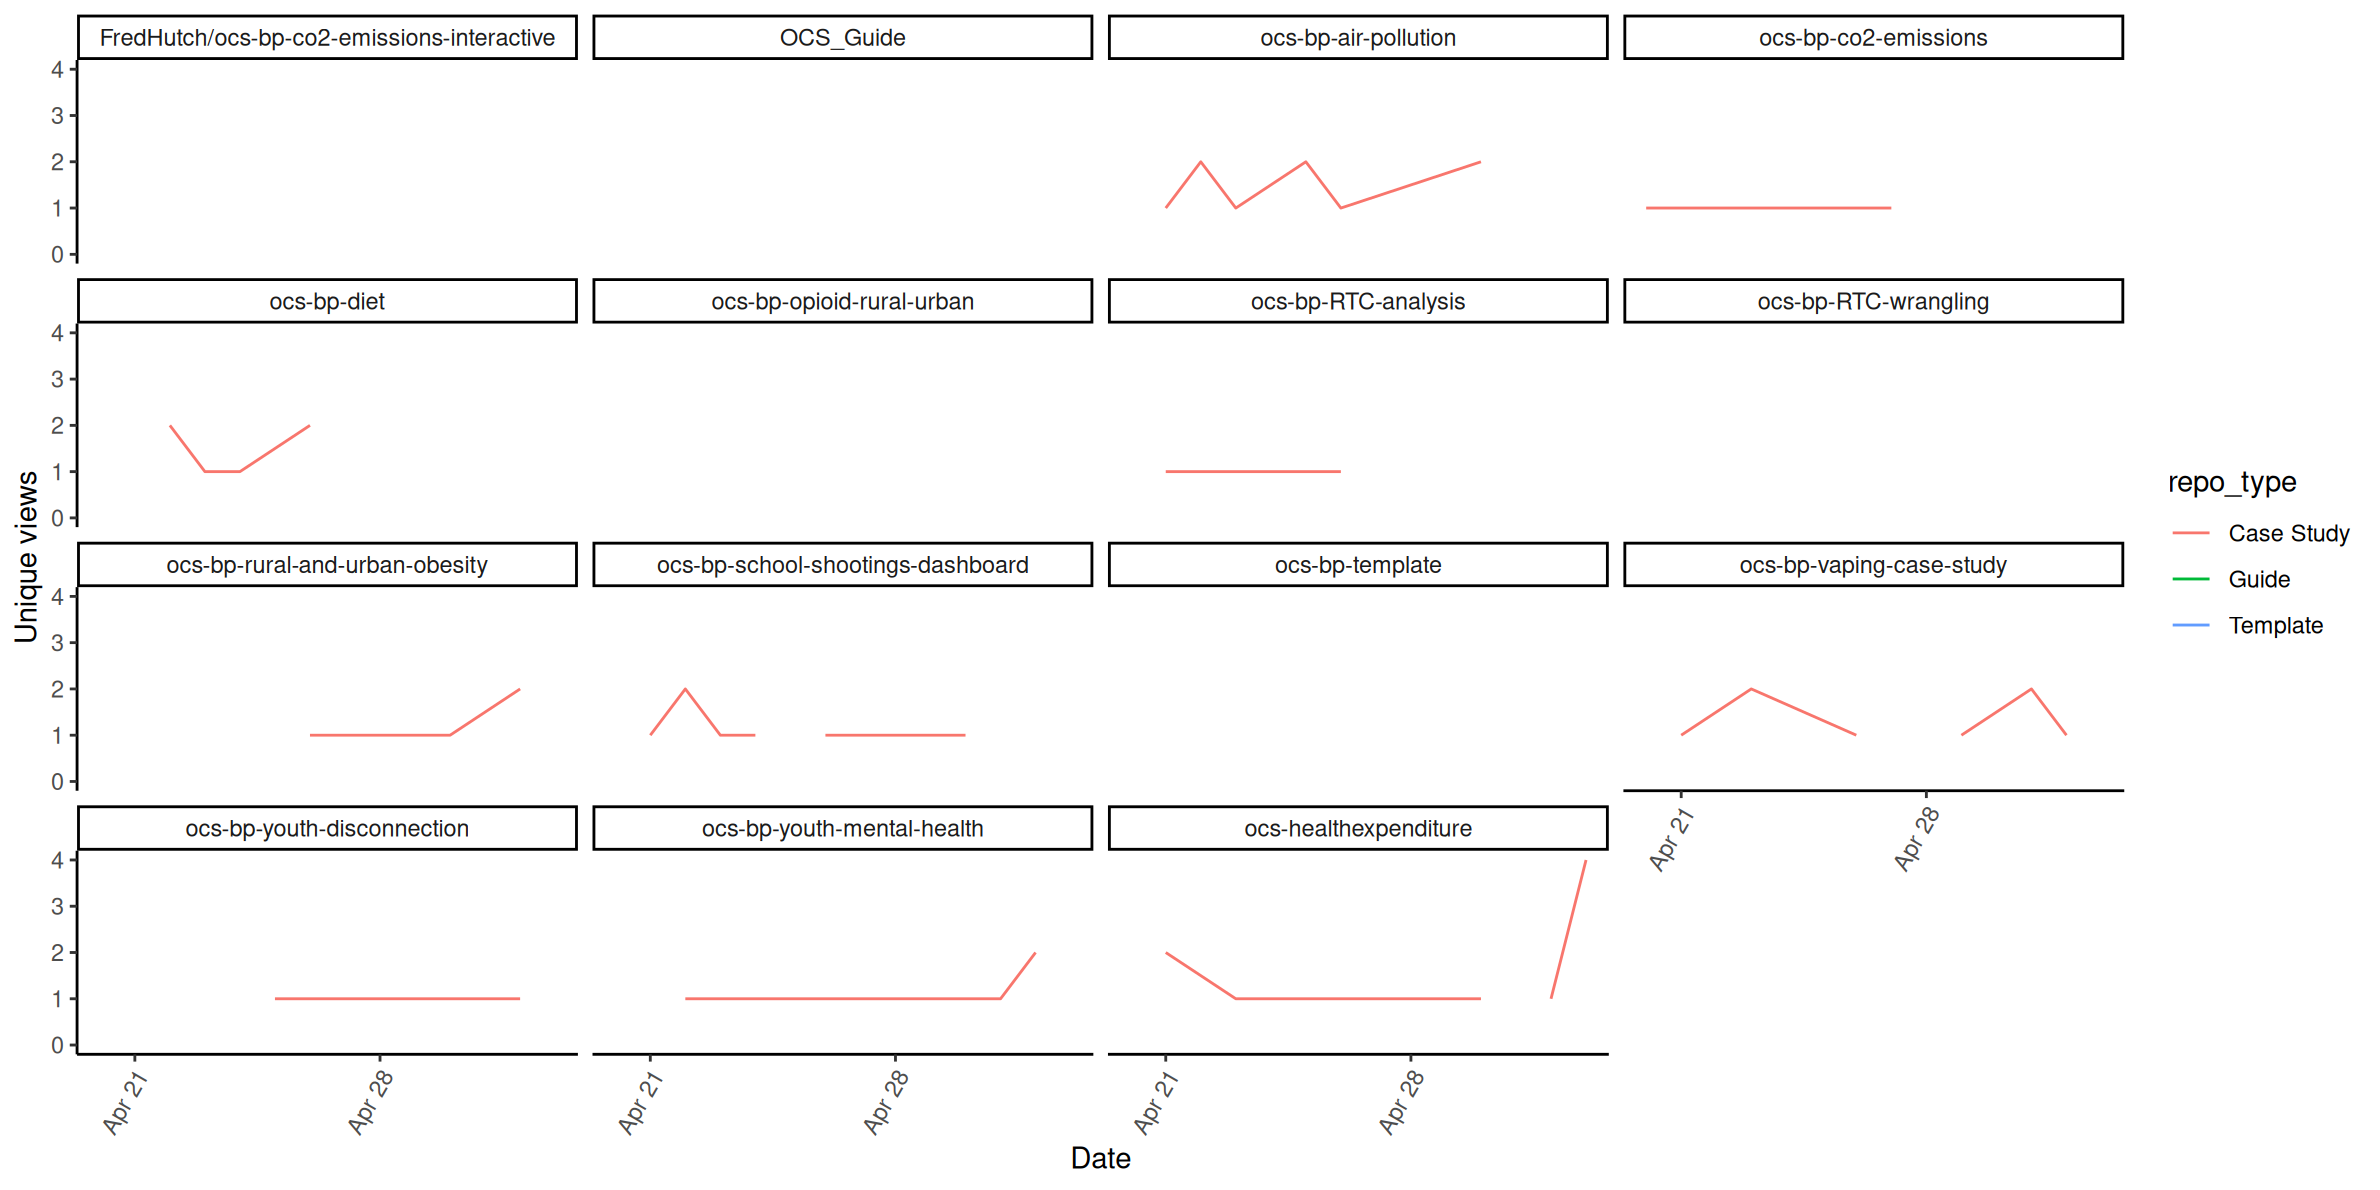 FredHutch/ocs-bp-co2-emissions-interactive
OCS_Guide
ocs-bp-air-pollution
ocs-bp-co2-emissions
4
3
2
1
0
ocs-bp-diet
ocs-bp-opioid-rural-urban
ocs-bp-RTC-analysis
ocs-bp-RTC-wrangling
4
3
2
1
0
ocs-bp-rural-and-urban-obesity
ocs-bp-school-shootings-dashboard
ocs-bp-template
ocs-bp-vaping-case-study
4
3
2
1
0
Apr 21
Apr 28
ocs-bp-youth-disconnection
ocs-bp-youth-mental-health
ocs-healthexpenditure
4
3
2
1
0
Apr 21
Apr 28
Apr 21
Apr 28
Apr 21
Apr 28
Date
Unique views
repo_type
Case Study
Guide
Template